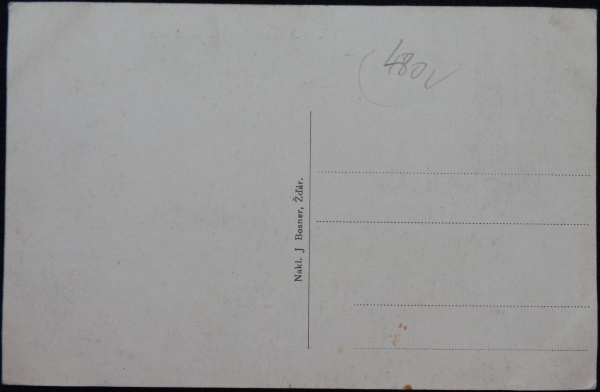 480
Nakl. J Bosner, Žďár.